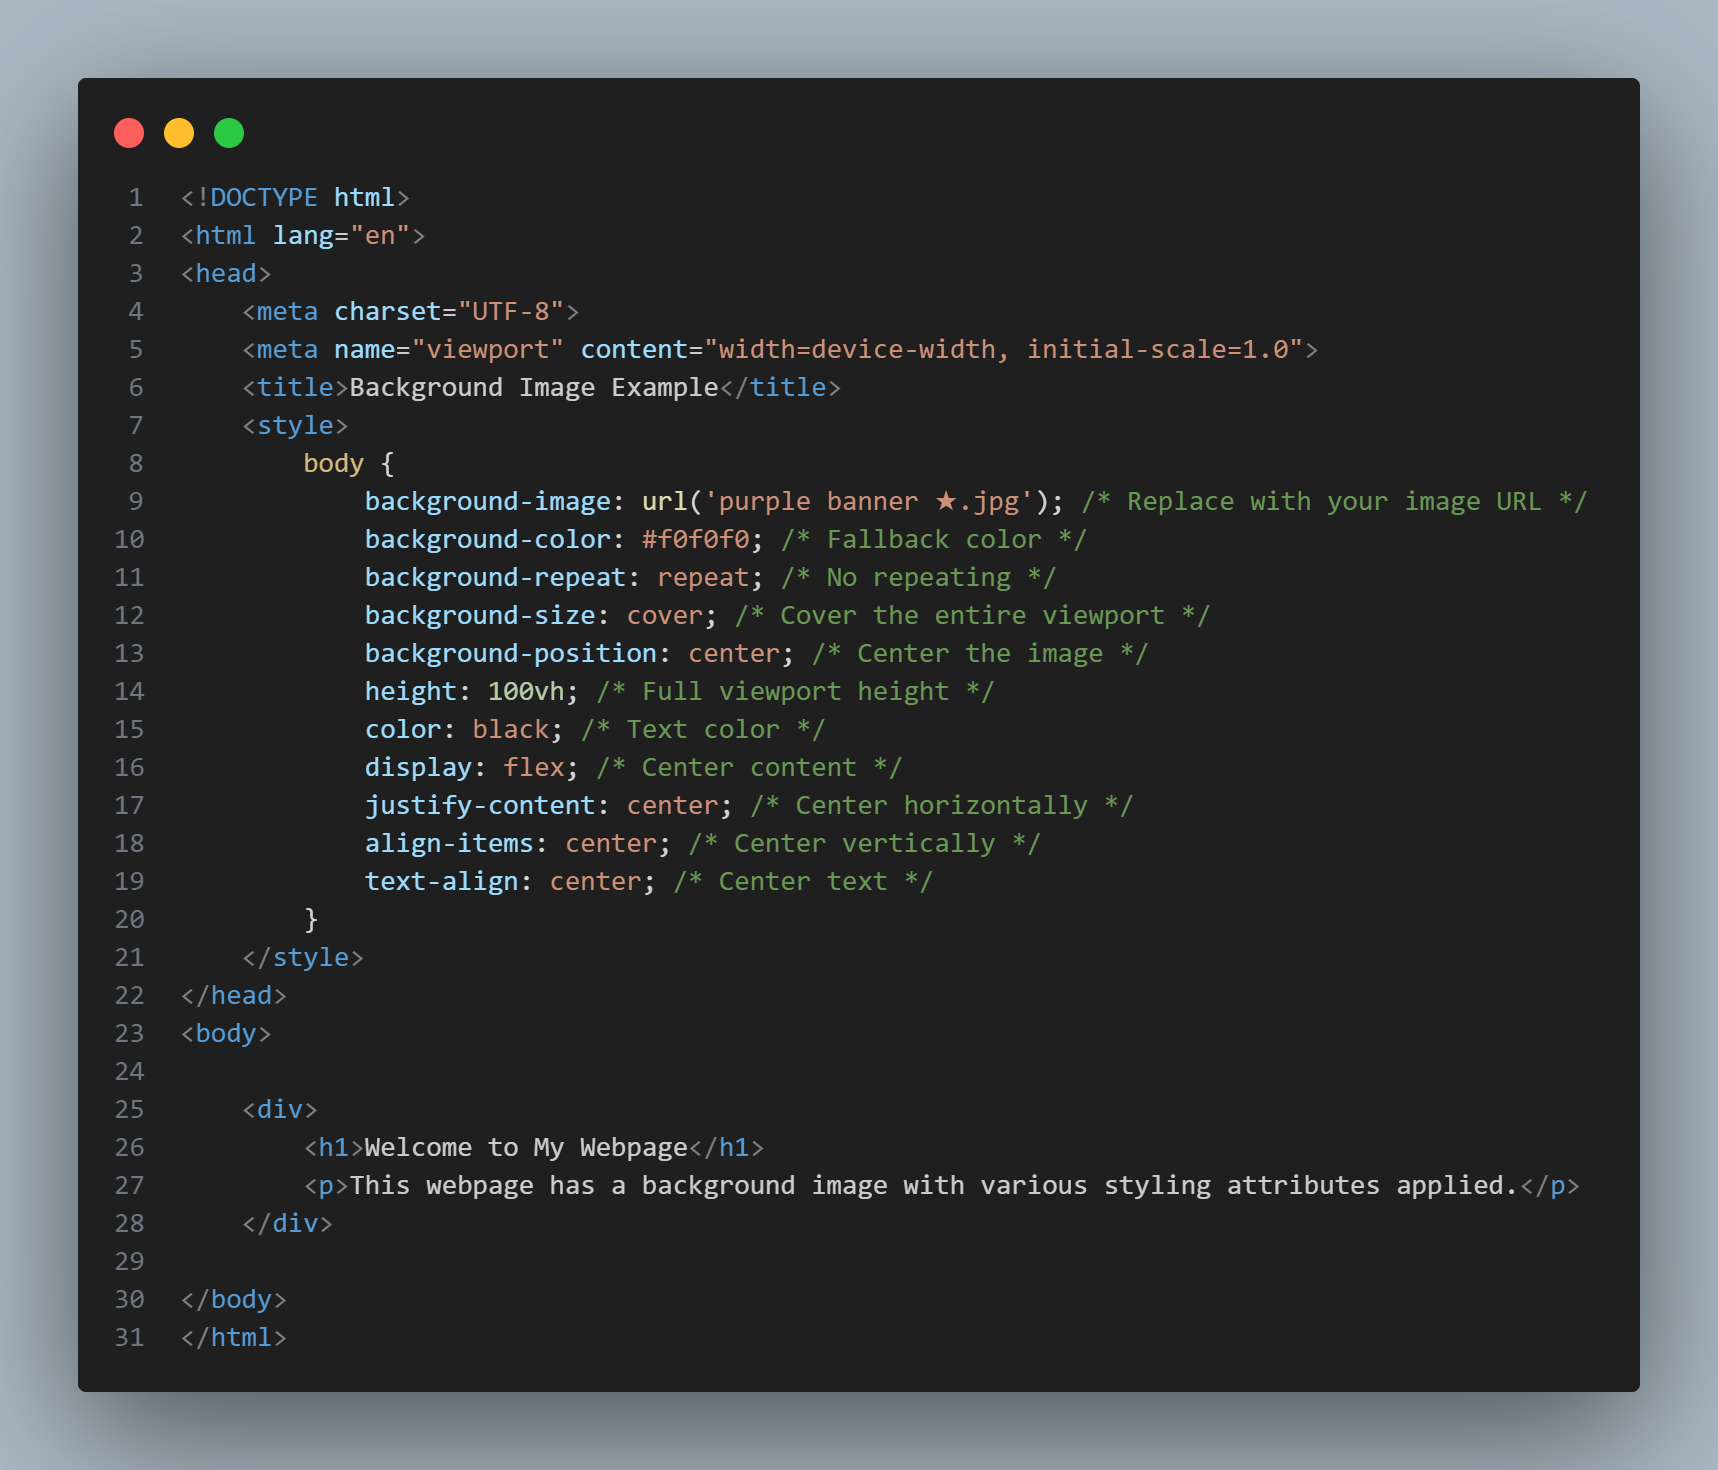 1 <!DOCTYPE html>
2 <html lang="en">
3 <head>
4     <meta charset="UTF-8">
5     <meta name="viewport" content="width=device-width, initial-scale=1.0">
6     <title>Background Image Example</title>
7     <style>
8         body {
9             background-image: url('purple banner ★.jpg'); /* Replace with your image URL */
10             background-color: #f0f0f0; /* Fallback color */
11             background-repeat: repeat; /* No repeating */
12             background-size: cover; /* Cover the entire viewport */
13             background-position: center; /* Center the image */
14             height: 100vh; /* Full viewport height */
15             color: black; /* Text color */
16             display: flex; /* Center content */
17             justify-content: center; /* Center horizontally */
18             align-items: center; /* Center vertically */
19             text-align: center; /* Center text */
20         }
21     </style>
22 </head>
23 <body>
24
25     <div>
26         <h1>Welcome to My Webpage</h1>
27         <p>This webpage has a background image with various styling attributes applied.</p>
28     </div>
29
30 </body>
31 </html>